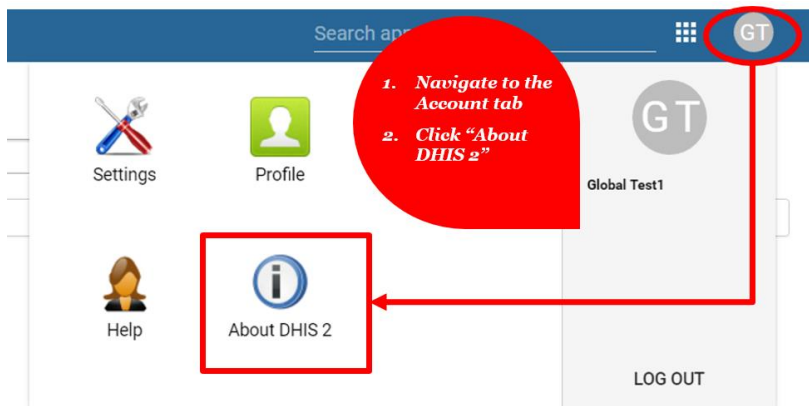 Search app
GT
1. Navigate to the
Account tab
2. Click “About
DHIS 2”
GT
Settings
Profile
Global Test1
Help
About DHIS 2
LOG OUT